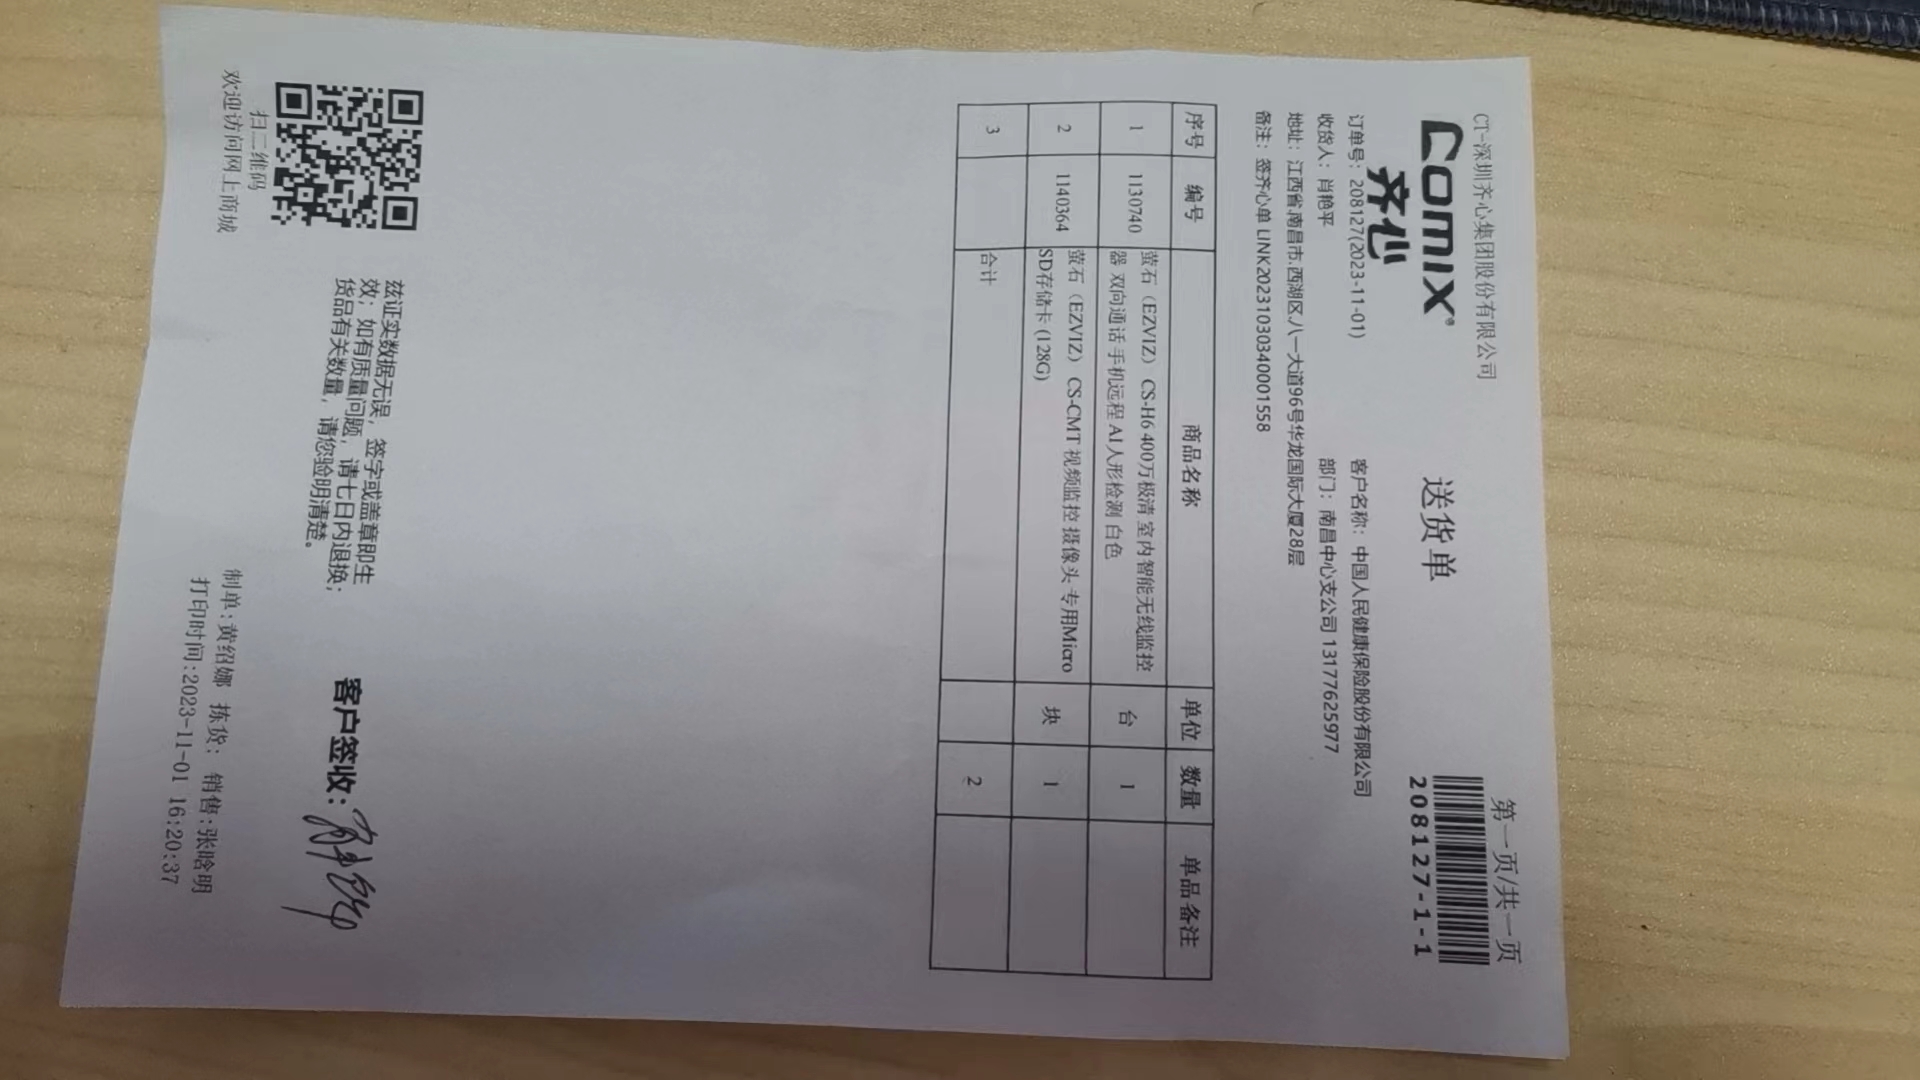 CT-深圳齐心集团股份有限公司
第一页/共一页
COMIX®
齐心
送货单
208127-1-1
订单号：208127(2023-11-01)
客户名称：中国人民健康保险股份有限公司
收货人：肖艳平
部门：南昌中心支公司 13177625977
地址：江西省.南昌市.西湖区.八一大道96号华龙国际大厦28层
备注：签齐心单 LINK202310303400001558
序号 编号 商品名称 单位 数量 单品备注
1 1130740 萤石（EZVIZ） CS-H6 400万极清 室内智能无线监控
器 双向通话 手机远程 AI人形检测 白色 台 1
2 1140364 萤石（EZVIZ） CS-CMT 视频监控 摄像头 专用Micro
SD存储卡 (128G) 块 1
3 合计 2
兹证实数据无误，签字或盖章即生
效；如有质量问题，请七日内退换；
货品有关数量，请您验明清楚。
客户签收：
扫二维码
欢迎访问网上商城
制单:黄绍娜 拣货: 销售:张晗明
打印时间:2023-11-01 16:20:37